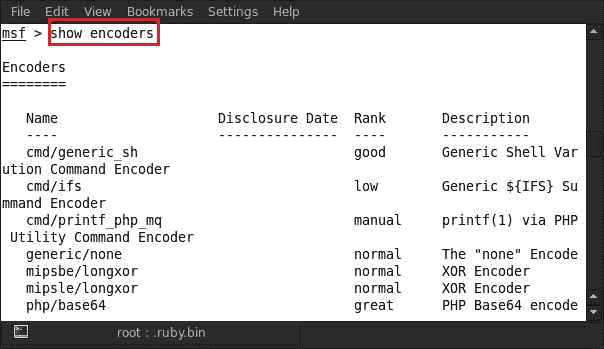 File Edit View Bookmarks Settings Help
msf > show encoders
Encoders
========
Name Disclosure Date Rank Description
---- --------------- ---- -----------
cmd/generic_sh good Generic Shell Var
ution Command Encoder
cmd/ifs low Generic ${IFS} Su
mmand Encoder
cmd/printf_php_mq manual printf(1) via PHP
Utility Command Encoder
generic/none normal The "none" Encode
mipsbe/longxor normal XOR Encoder
mipsle/longxor normal XOR Encoder
php/base64 great PHP Base64 encode
root : .ruby.bin